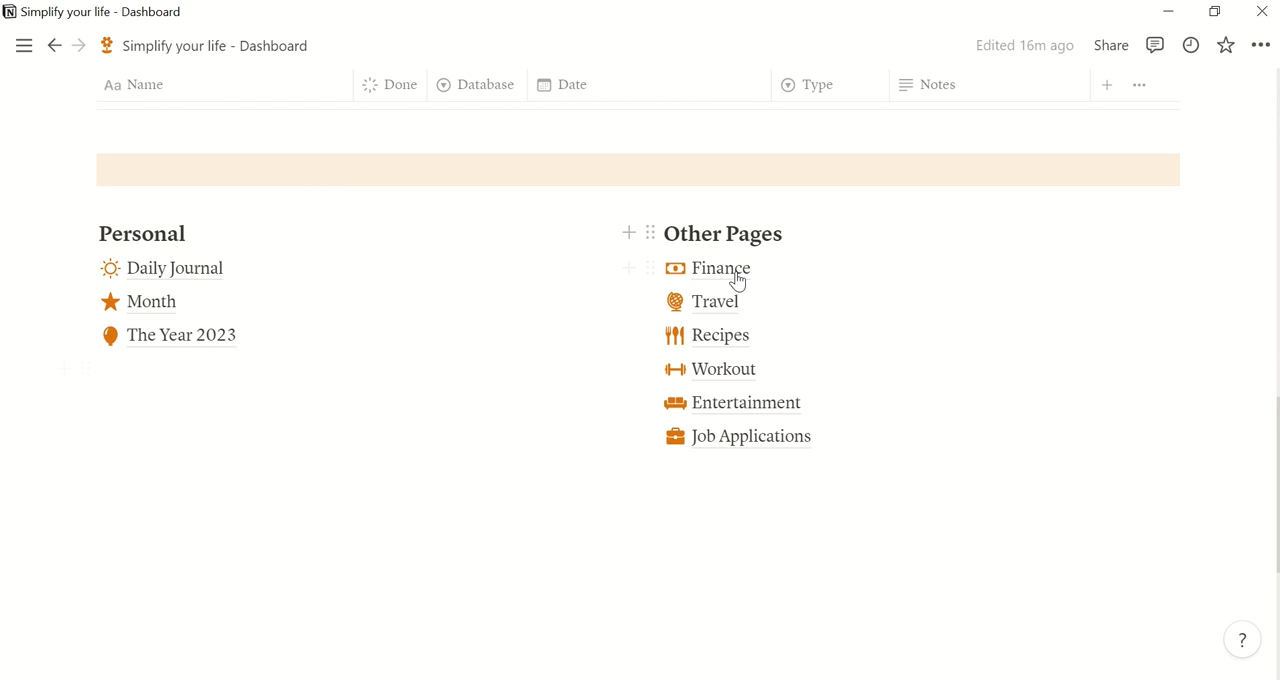 Simplify your life - Dashboard
Simplify your life - Dashboard
Edited 16m ago Share
Aa Name Done Database Date Type Notes
Personal
Daily Journal
Month
The Year 2023
Other Pages
Finance
Travel
Recipes
Workout
Entertainment
Job Applications
?